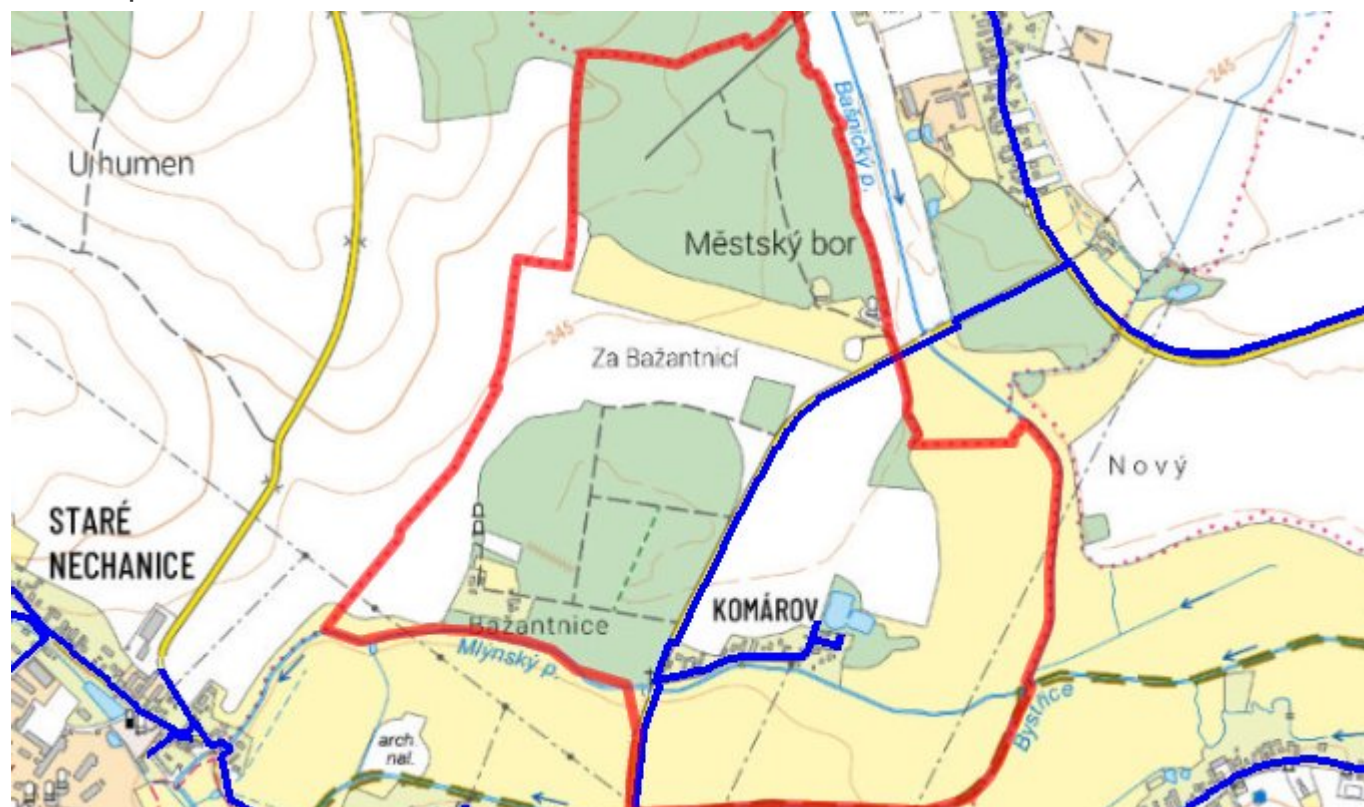 245
Bašnický p.
U humen
Městský bor
245
Za Bažantnicí
Nový
STARÉ
NECHANICE
KOMÁROV
Bažantnice
Mlýnský p.
Bystřice
arch.
nal.